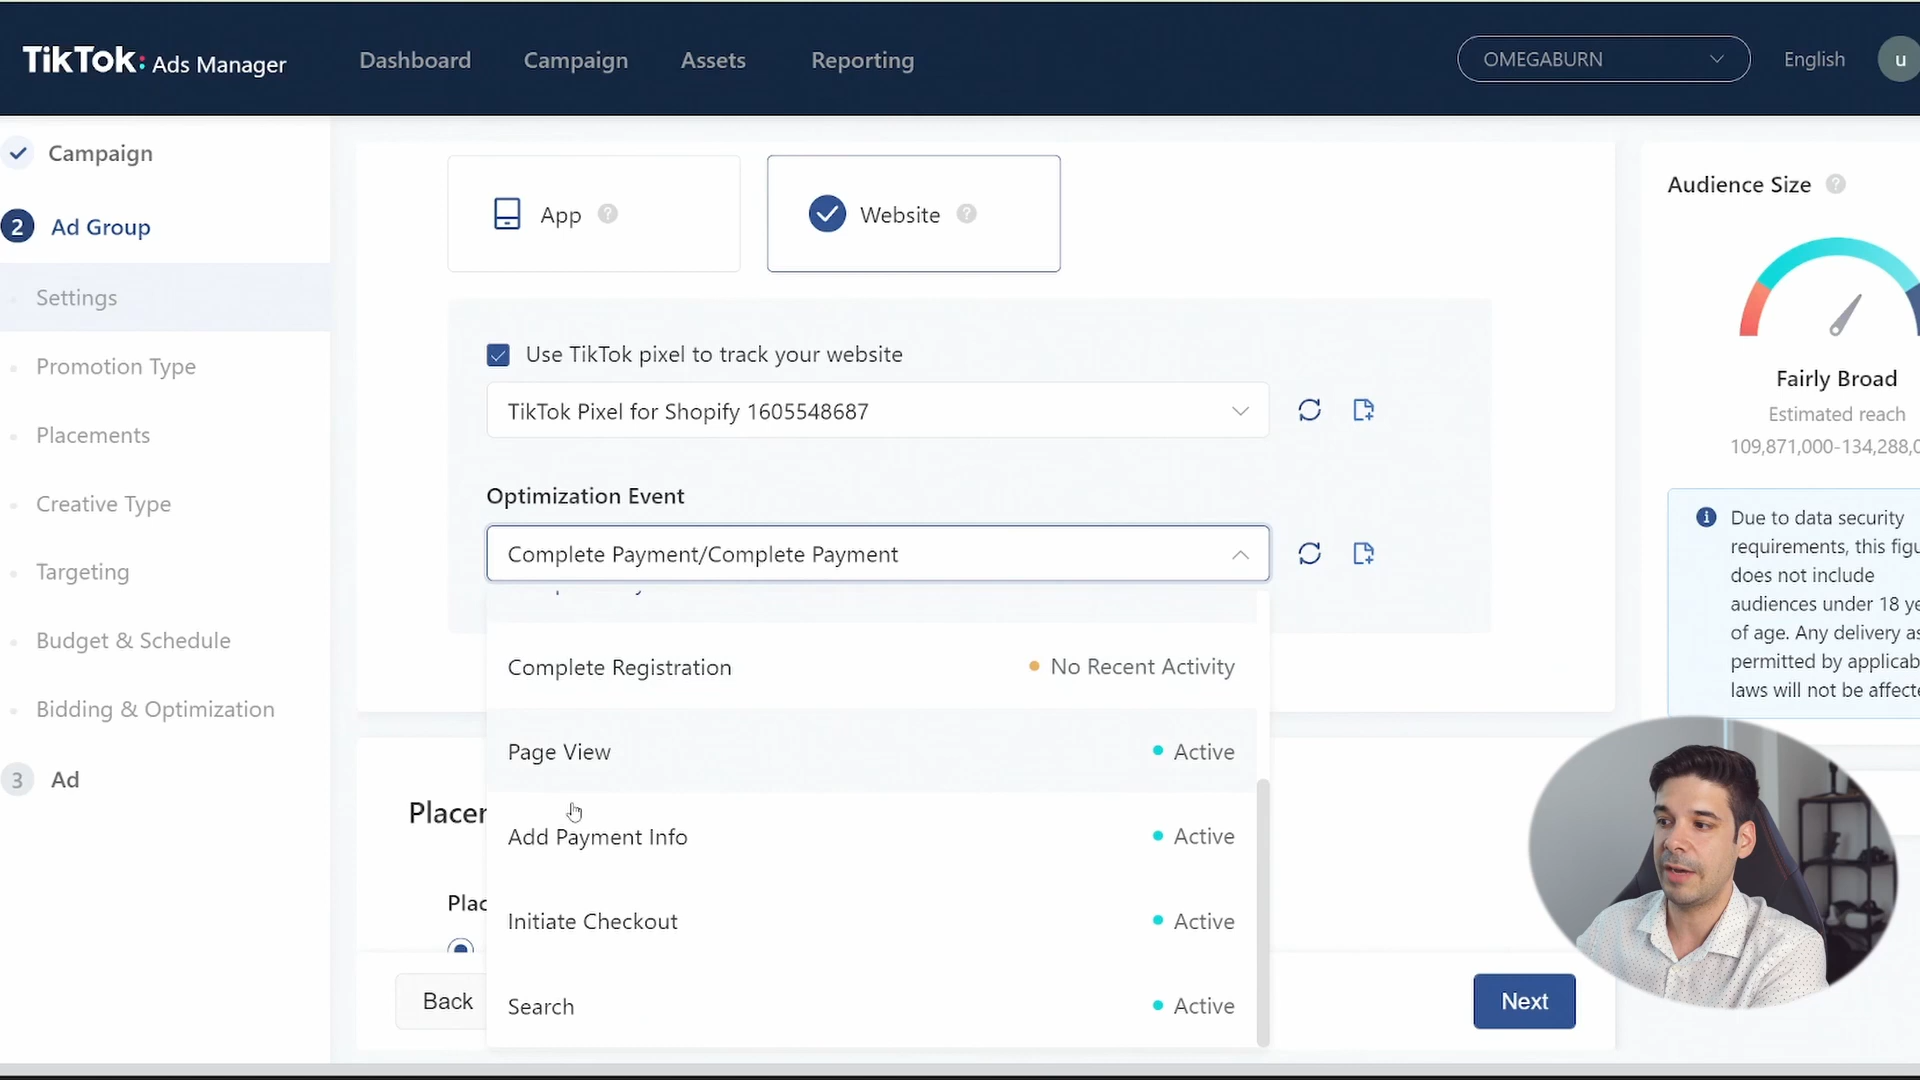 TikTok: Ads Manager
Dashboard
Campaign
Assets
Reporting
OMEGABURN
English
u
Campaign
2 Ad Group
Settings
Promotion Type
Placements
Creative Type
Targeting
Budget & Schedule
Bidding & Optimization
3 Ad
App ?
Website ?
Use TikTok pixel to track your website
TikTok Pixel for Shopify 1605548687
Optimization Event
Complete Payment/Complete Payment
Complete Registration No Recent Activity
Page View Active
Add Payment Info Active
Initiate Checkout Active
Search Active
Placem
Plac
Back
Next
Audience Size ?
Fairly Broad
Estimated reach
109,871,000-134,288,0
Due to data security
requirements, this figu
does not include
audiences under 18 ye
of age. Any delivery as
permitted by applicab
laws will not be affecte